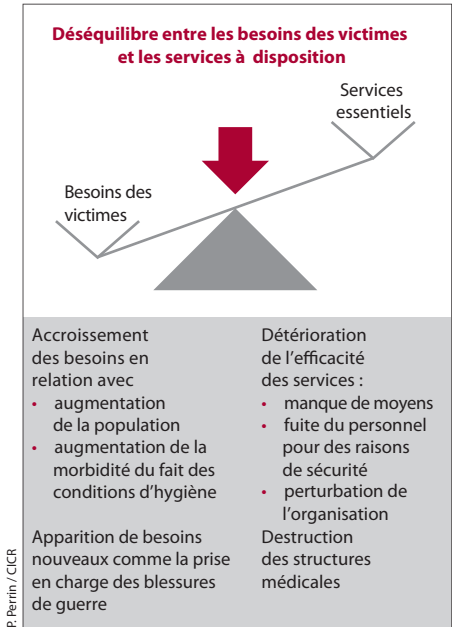 Déséquilibre entre les besoins des victimes
et les services à disposition
Services
essentiels
Besoins des
victimes
Accroissement
des besoins en
relation avec
• augmentation
de la population
• augmentation de la
morbidité du fait des
conditions d'hygiène
Apparition de besoins
nouveaux comme la prise
en charge des blessures
de guerre
Détérioration
de l'efficacité
des services :
• manque de moyens
• fuite du personnel
pour des raisons
de sécurité
• perturbation de
l'organisation
Destruction
des structures
médicales
P. Perrin / CICR